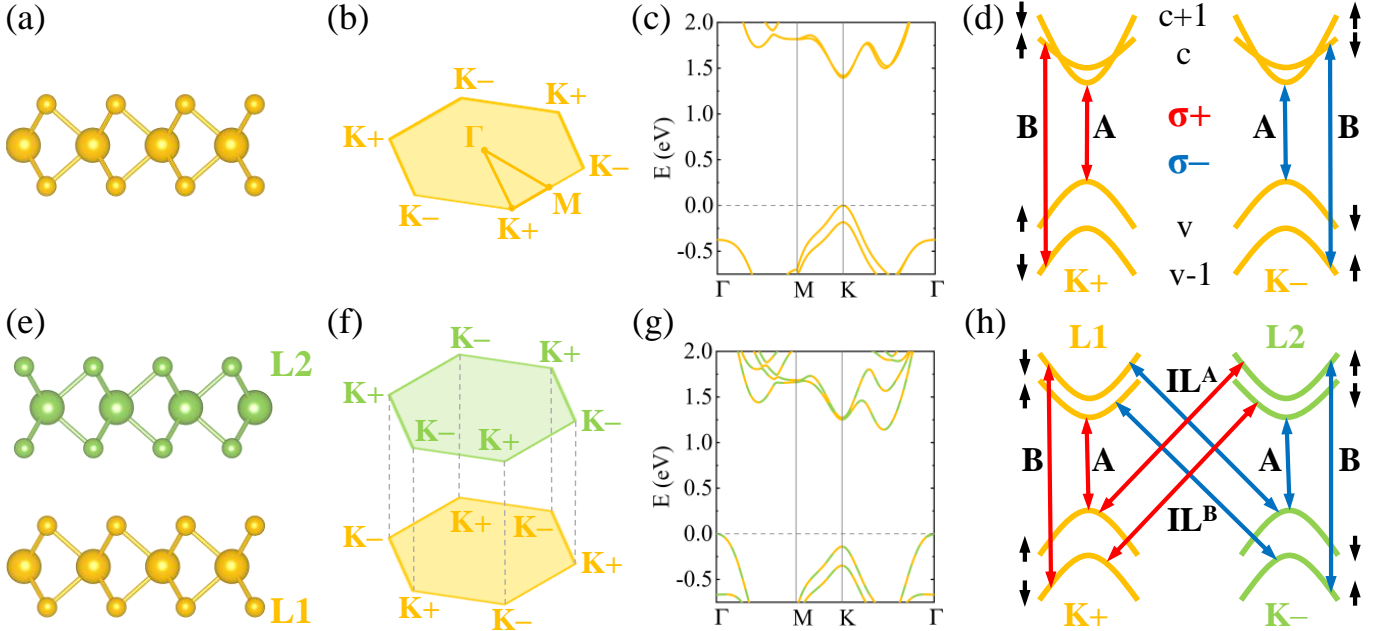 (a)
(b)
K−
K+
K+
Γ
K−
M
K−
K+
(c)
2.0
1.5
1.0
0.5
0.0
-0.5
E (eV)
Γ M K Γ
(d)
c+1
c
B A σ+ A B
σ−
v
v-1
K+ K−
(e)
L2
L1
(f)
K−
K+
K+
K−
K−
K+
K+
K−
K−
K+
K+
K−
(g)
2.0
1.5
1.0
0.5
0.0
-0.5
E (eV)
Γ M K Γ
(h)
L1 L2
IL^A
B A A B
IL^B
K+ K−